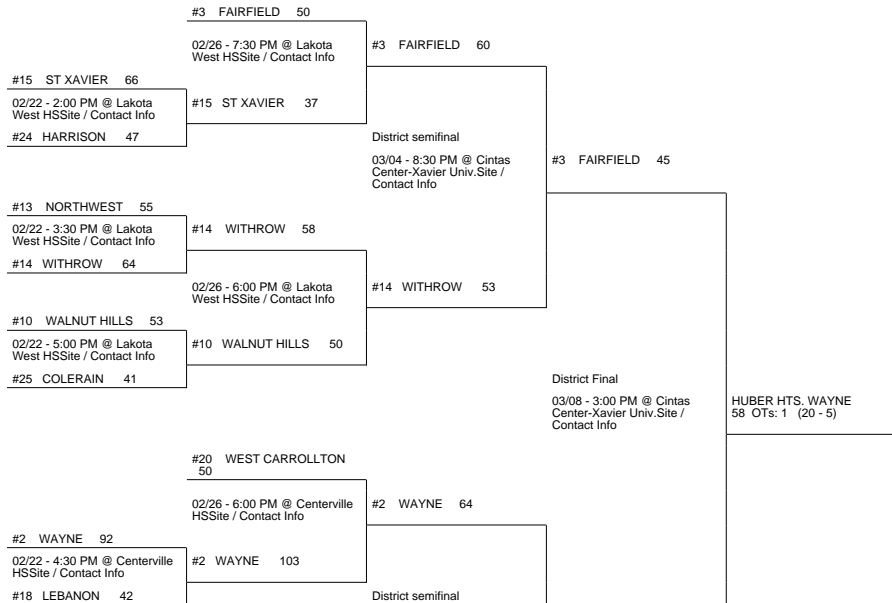 #3 FAIRFIELD 50
02/26 - 7:30 PM @ Lakota
West HSSite / Contact Info
#3 FAIRFIELD 60
#15 ST XAVIER 66
02/22 - 2:00 PM @ Lakota
West HSSite / Contact Info
#15 ST XAVIER 37
#24 HARRISON 47
District semifinal
03/04 - 8:30 PM @ Cintas
Center-Xavier Univ.Site /
Contact Info
#3 FAIRFIELD 45
#13 NORTHWEST 55
02/22 - 3:30 PM @ Lakota
West HSSite / Contact Info
#14 WITHROW 58
#14 WITHROW 64
02/26 - 6:00 PM @ Lakota
West HSSite / Contact Info
#14 WITHROW 53
#10 WALNUT HILLS 53
02/22 - 5:00 PM @ Lakota
West HSSite / Contact Info
#10 WALNUT HILLS 50
#25 COLERAIN 41
District Final
03/08 - 3:00 PM @ Cintas
Center-Xavier Univ.Site /
Contact Info
HUBER HTS. WAYNE
58 OTs: 1 (20 - 5)
#20 WEST CARROLLTON
50
02/26 - 6:00 PM @ Centerville
HSSite / Contact Info
#2 WAYNE 64
#2 WAYNE 92
02/22 - 4:30 PM @ Centerville
HSSite / Contact Info
#2 WAYNE 103
#18 LEBANON 42
District semifinal